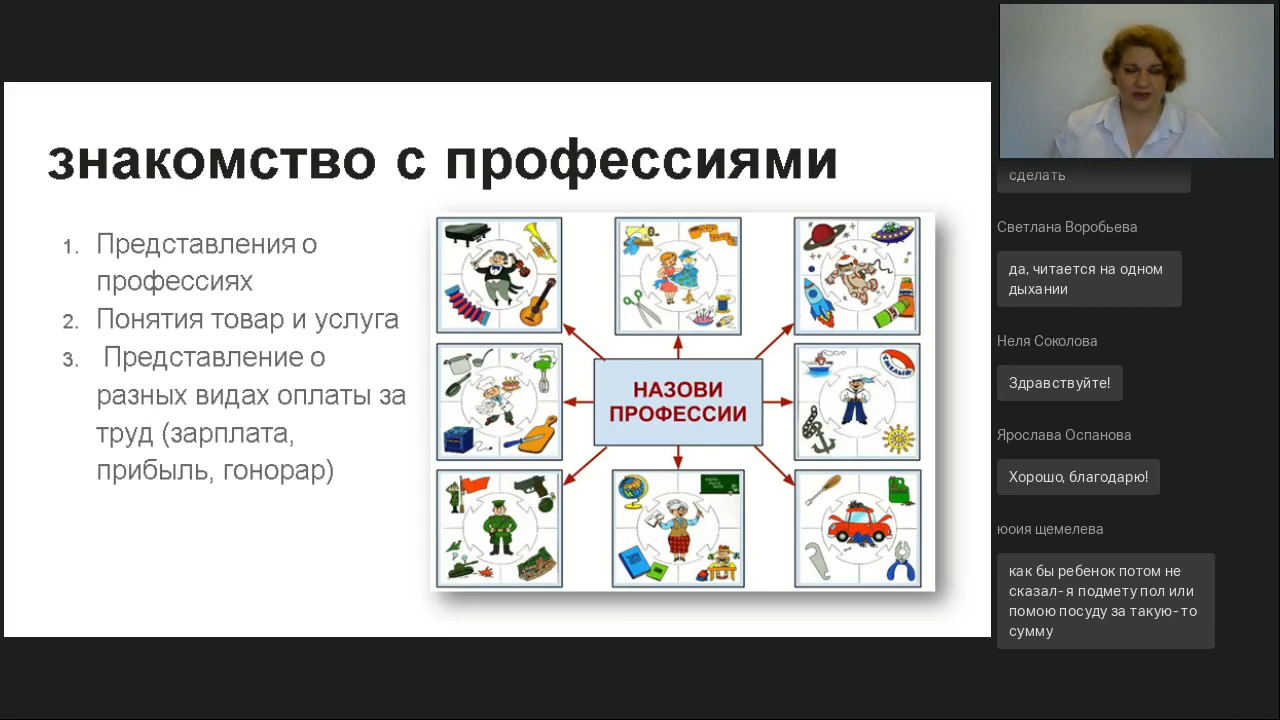 знакомство с профессиями
1. Представления о
профессиях
2. Понятия товар и услуга
3. Представление о
разных видах оплаты за
труд (зарплата,
прибыль, гонорар)
НАЗОВИ
ПРОФЕССИИ
сделать
Светлана Воробьева
да, читается на одном
дыхании
Неля Соколова
Здравствуйте!
Ярослава Оспанова
Хорошо, благодарю!
юоия щемелева
как бы ребенок потом не
сказал- я подмету пол или
помою посуду за такую- то
сумму